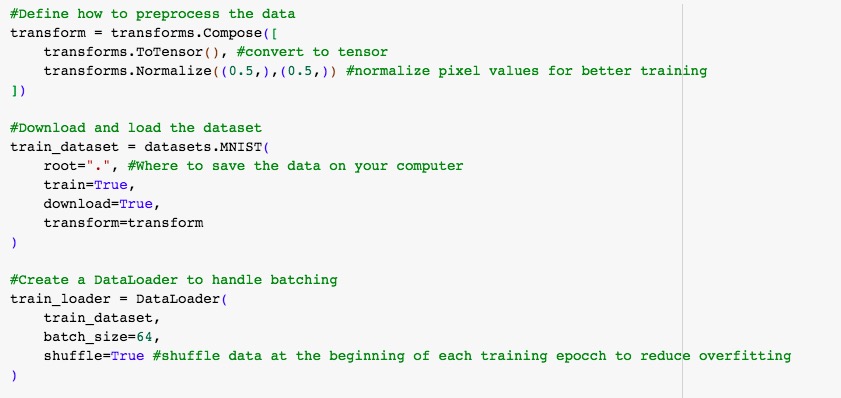 #Define how to preprocess the data
transform = transforms.Compose([
    transforms.ToTensor(), #convert to tensor
    transforms.Normalize((0.5,),(0.5,)) #normalize pixel values for better training
])

#Download and load the dataset
train_dataset = datasets.MNIST(
    root=".", #Where to save the data on your computer
    train=True,
    download=True,
    transform=transform
)

#Create a DataLoader to handle batching
train_loader = DataLoader(
    train_dataset,
    batch_size=64,
    shuffle=True #shuffle data at the beginning of each training epocch to reduce overfitting
)